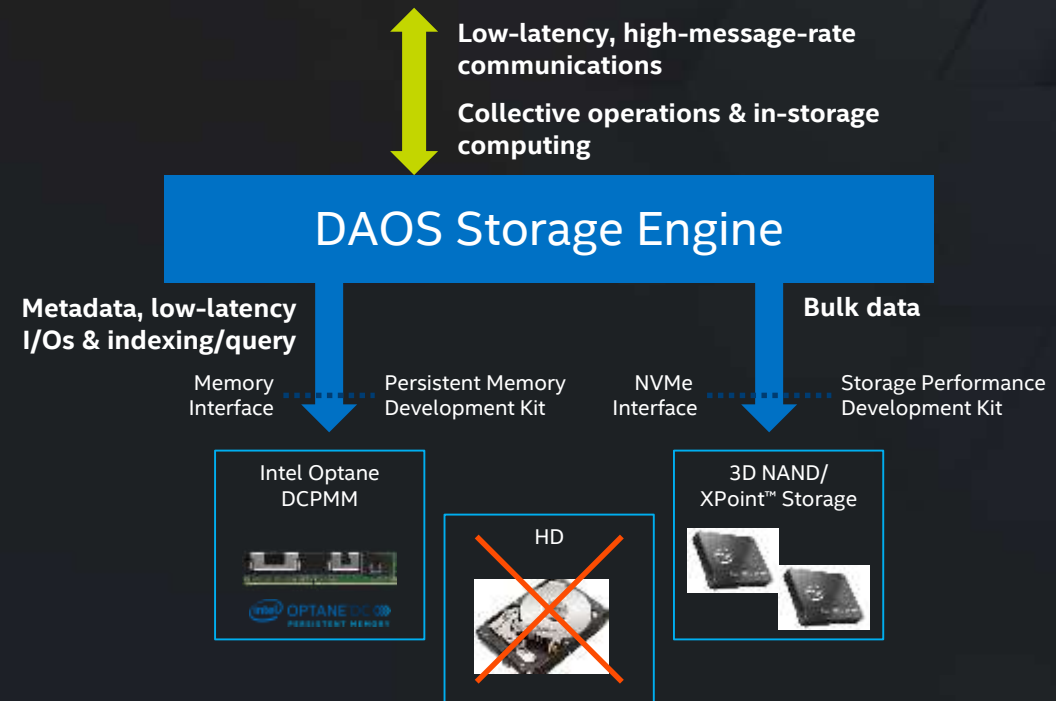 Low-latency, high-message-rate
communications
Collective operations & in-storage
computing
DAOS Storage Engine
Metadata, low-latency
I/Os & indexing/query
Bulk data
Memory
Interface
Persistent Memory
Development Kit
NVMe
Interface
Storage Performance
Development Kit
Intel Optane
DCPMM
3D NAND/
XPoint™ Storage
HD
intel OPTANE DC
PERSISTENT MEMORY